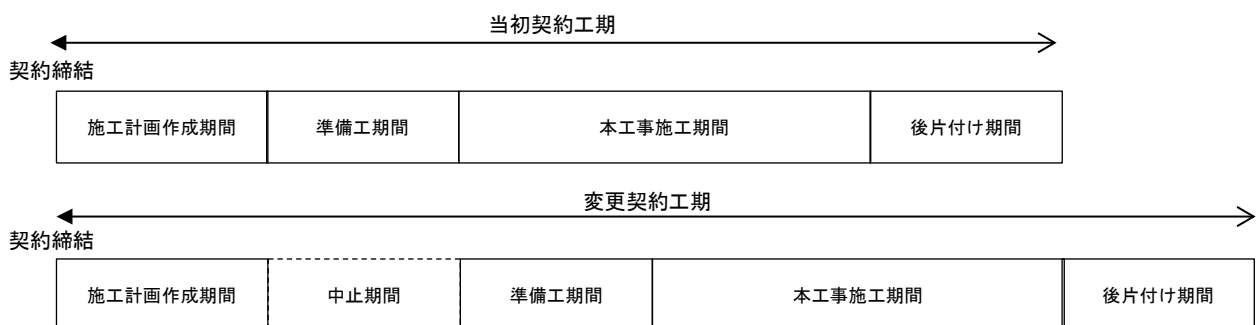 当初契約工期
契約締結
施工計画作成期間 準備工期間 本工事施工期間 後片付け期間
変更契約工期
契約締結
施工計画作成期間 中止期間 準備工期間 本工事施工期間 後片付け期間